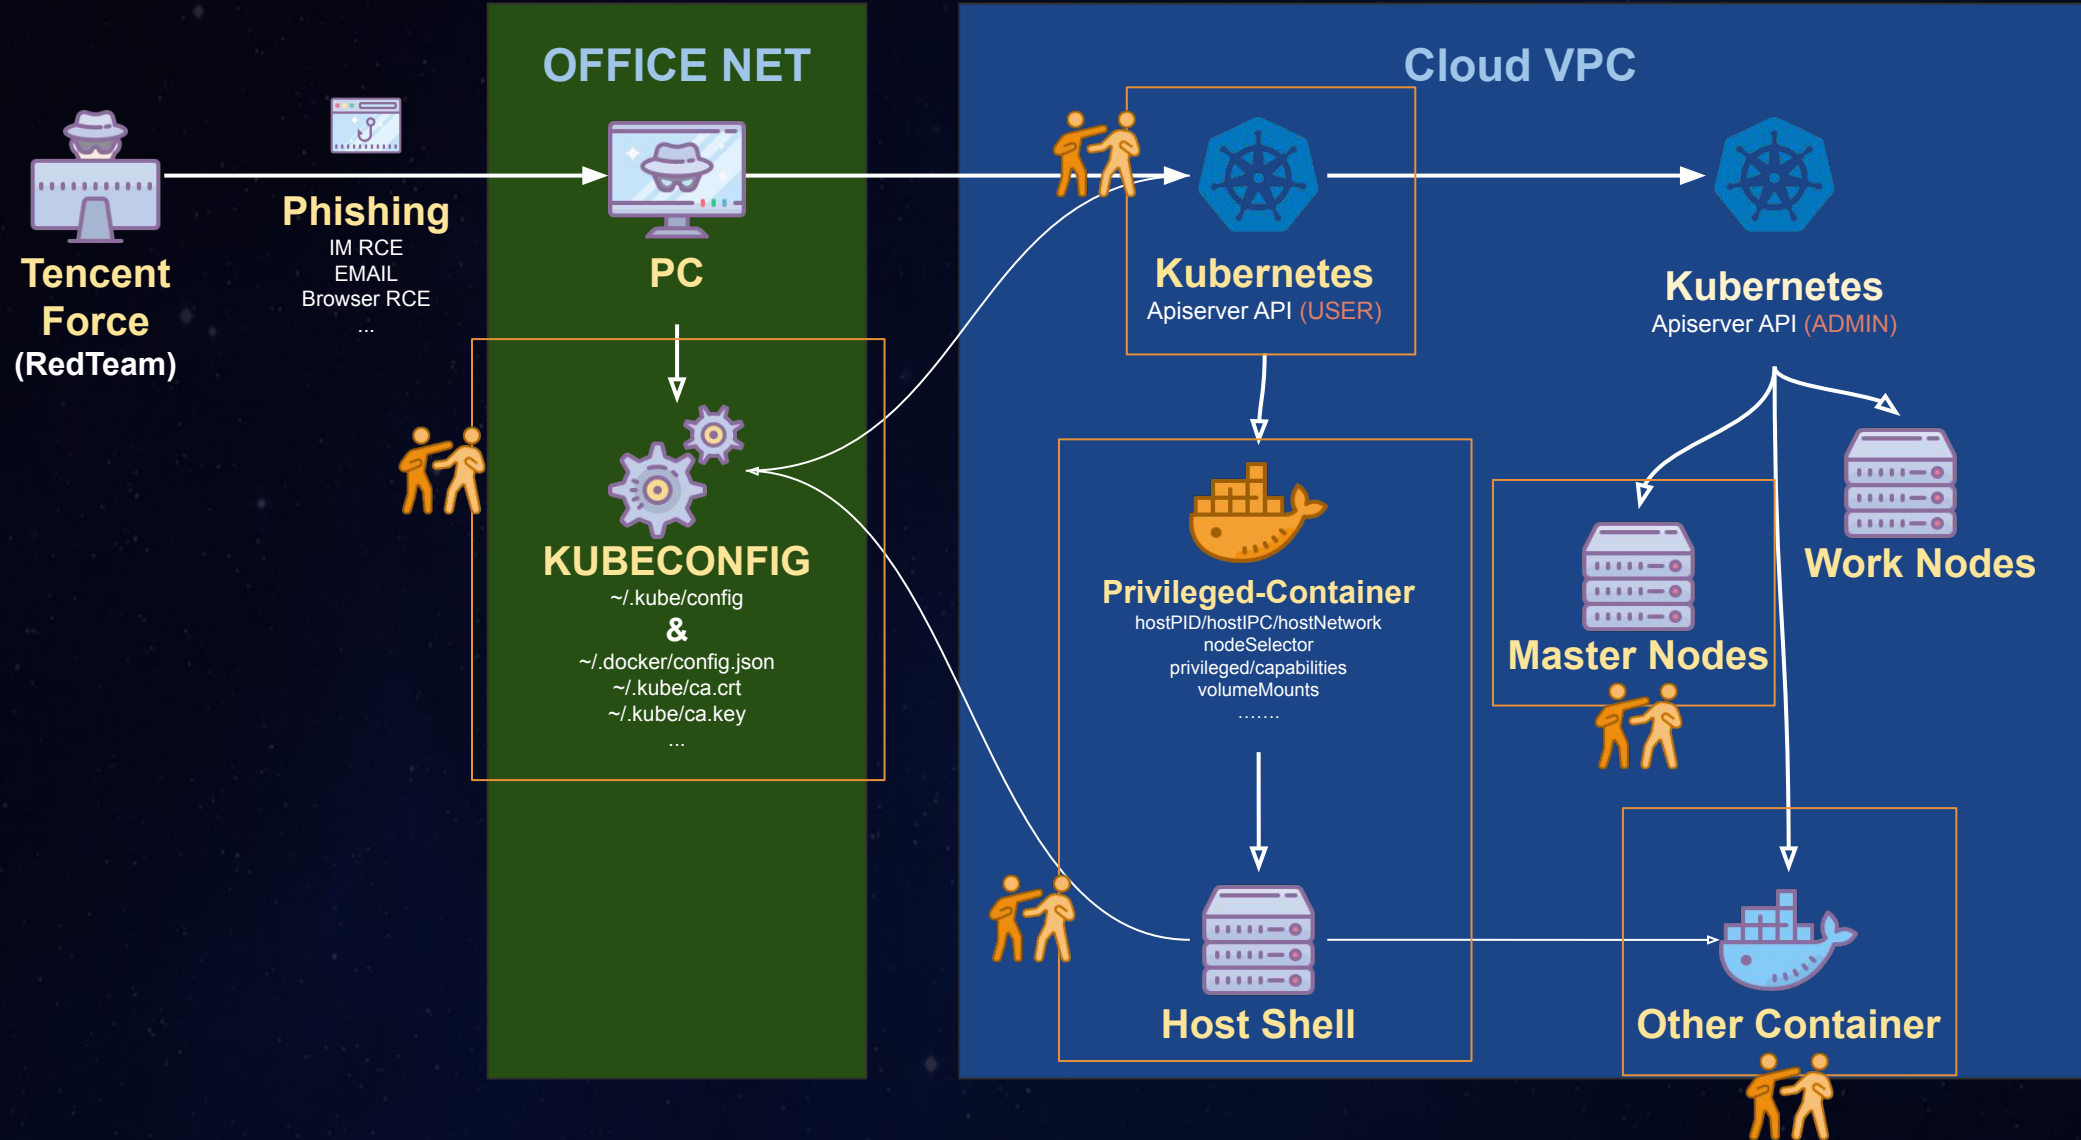 OFFICE NET
Cloud VPC
Tencent
Force
(RedTeam)
Phishing
IM RCE
EMAIL
Browser RCE
...
PC
KUBECONFIG
~/.kube/config
&
~/.docker/config.json
~/.kube/ca.crt
~/.kube/ca.key
...
Kubernetes
Apiserver API (USER)
Kubernetes
Apiserver API (ADMIN)
Privileged-Container
hostPID/hostIPC/hostNetwork
nodeSelector
privileged/capabilities
volumeMounts
.......
Host Shell
Master Nodes
Work Nodes
Other Container